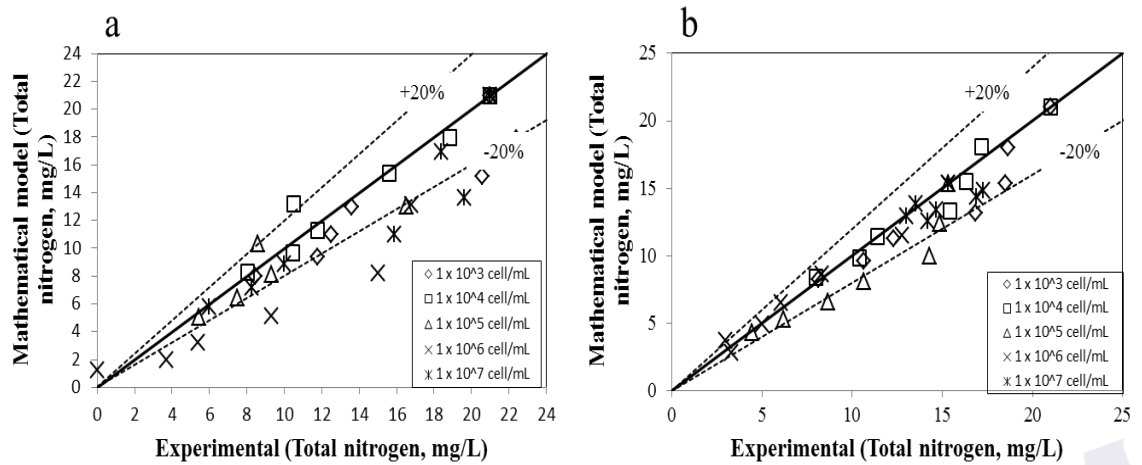 a
Mathematical model (Total
nitrogen, mg/L)
24
22
20
18
16
14
12
10
8
6
4
2
0
+20%
-20%
1 x 10^3 cell/mL
1 x 10^4 cell/mL
1 x 10^5 cell/mL
1 x 10^6 cell/mL
1 x 10^7 cell/mL
0 2 4 6 8 10 12 14 16 18 20 22 24
Experimental (Total nitrogen, mg/L)
b
Mathematical model (Total
nitrogen, mg/L)
25
20
15
10
5
0
+20%
-20%
1 x 10^3 cell/mL
1 x 10^4 cell/mL
1 x 10^5 cell/mL
1 x 10^6 cell/mL
1 x 10^7 cell/mL
0 5 10 15 20 25
Experimental (Total nitrogen, mg/L)